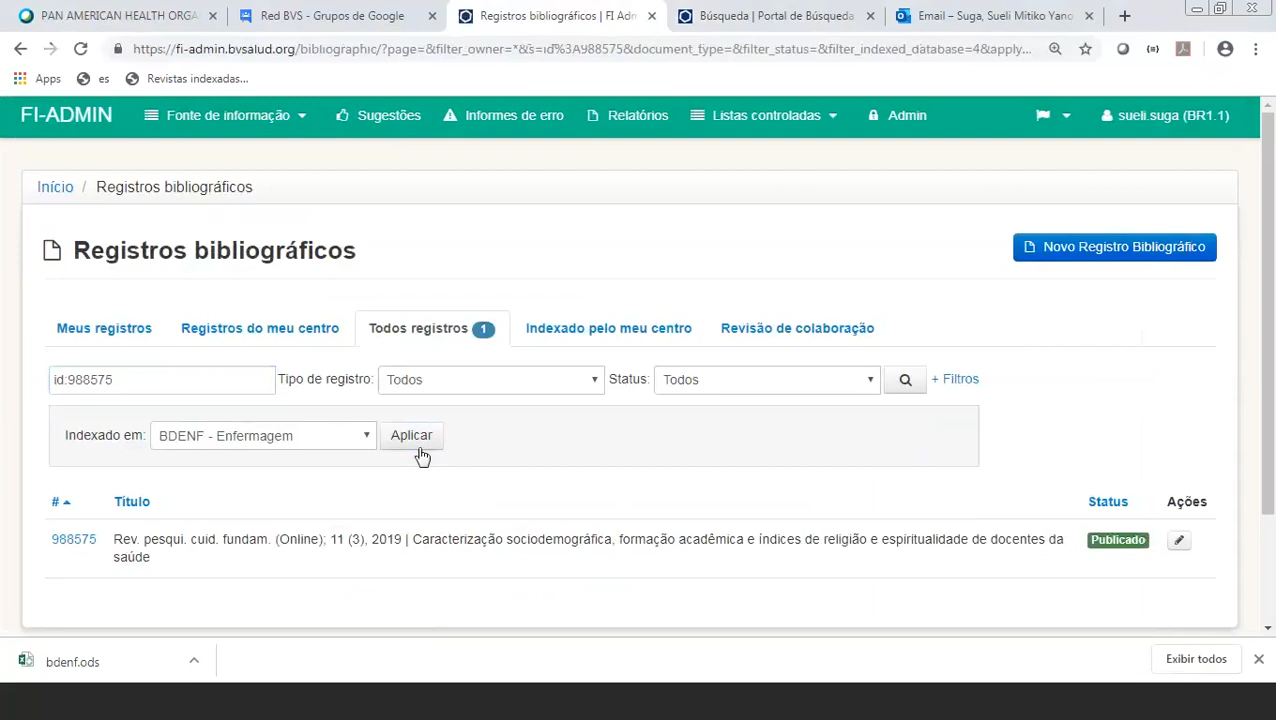 PAN AMERICAN HEALTH ORGA
Red BVS - Grupos de Google
Registros bibliográficos | FI Adm
Búsqueda | Portal de Búsqueda
Email – Suga, Sueli Mitiko Yano
https://fi-admin.bvsalud.org/bibliographic/?page=&filter_owner=*&s=id%3A988575&document_type=&filter_status=&filter_indexed_database=4&apply...
Apps
es
Revistas indexadas...
FI-ADMIN
Fonte de informação
Sugestões
Informes de erro
Relatórios
Listas controladas
Admin
sueli.suga (BR1.1)
Início / Registros bibliográficos
Registros bibliográficos
Novo Registro Bibliográfico
Meus registros
Registros do meu centro
Todos registros 1
Indexado pelo meu centro
Revisão de colaboração
id:988575
Tipo de registro: Todos
Status: Todos
+ Filtros
Indexado em: BDENF - Enfermagem
Aplicar
# Título Status Ações
988575 Rev. pesqui. cuid. fundam. (Online); 11 (3), 2019 | Caracterização sociodemográfica, formação acadêmica e índices de religião e espiritualidade de docentes da Publicado
saúde
bdenf.ods
Exibir todos